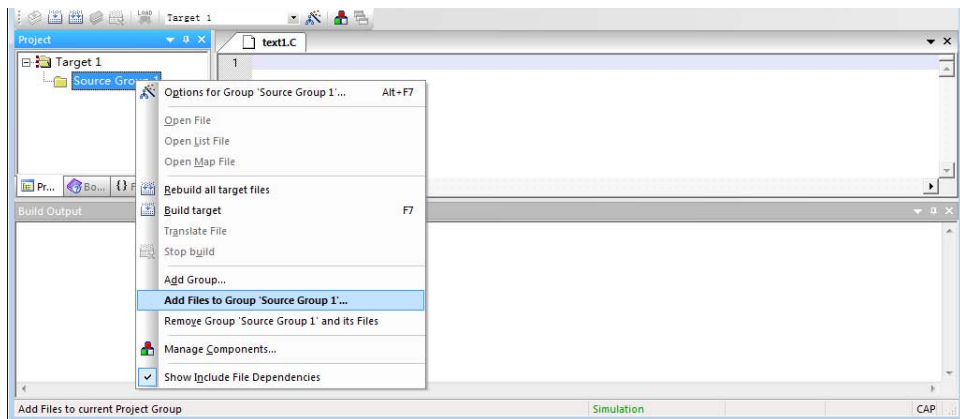 LOAD
Target 1
Project
text1.C
Target 1
1
Source Gro
Options for Group 'Source Group 1'... Alt+F7
Open File
Open List File
Open Map File
Pr... Bo... {} F
Rebuild all target files
Build Output
Build target F7
Translate File
Stop build
Add Group...
Add Files to Group 'Source Group 1'...
Remove Group 'Source Group 1' and its Files
Manage Components...
Show Include File Dependencies
Add Files to current Project Group Simulation CAP